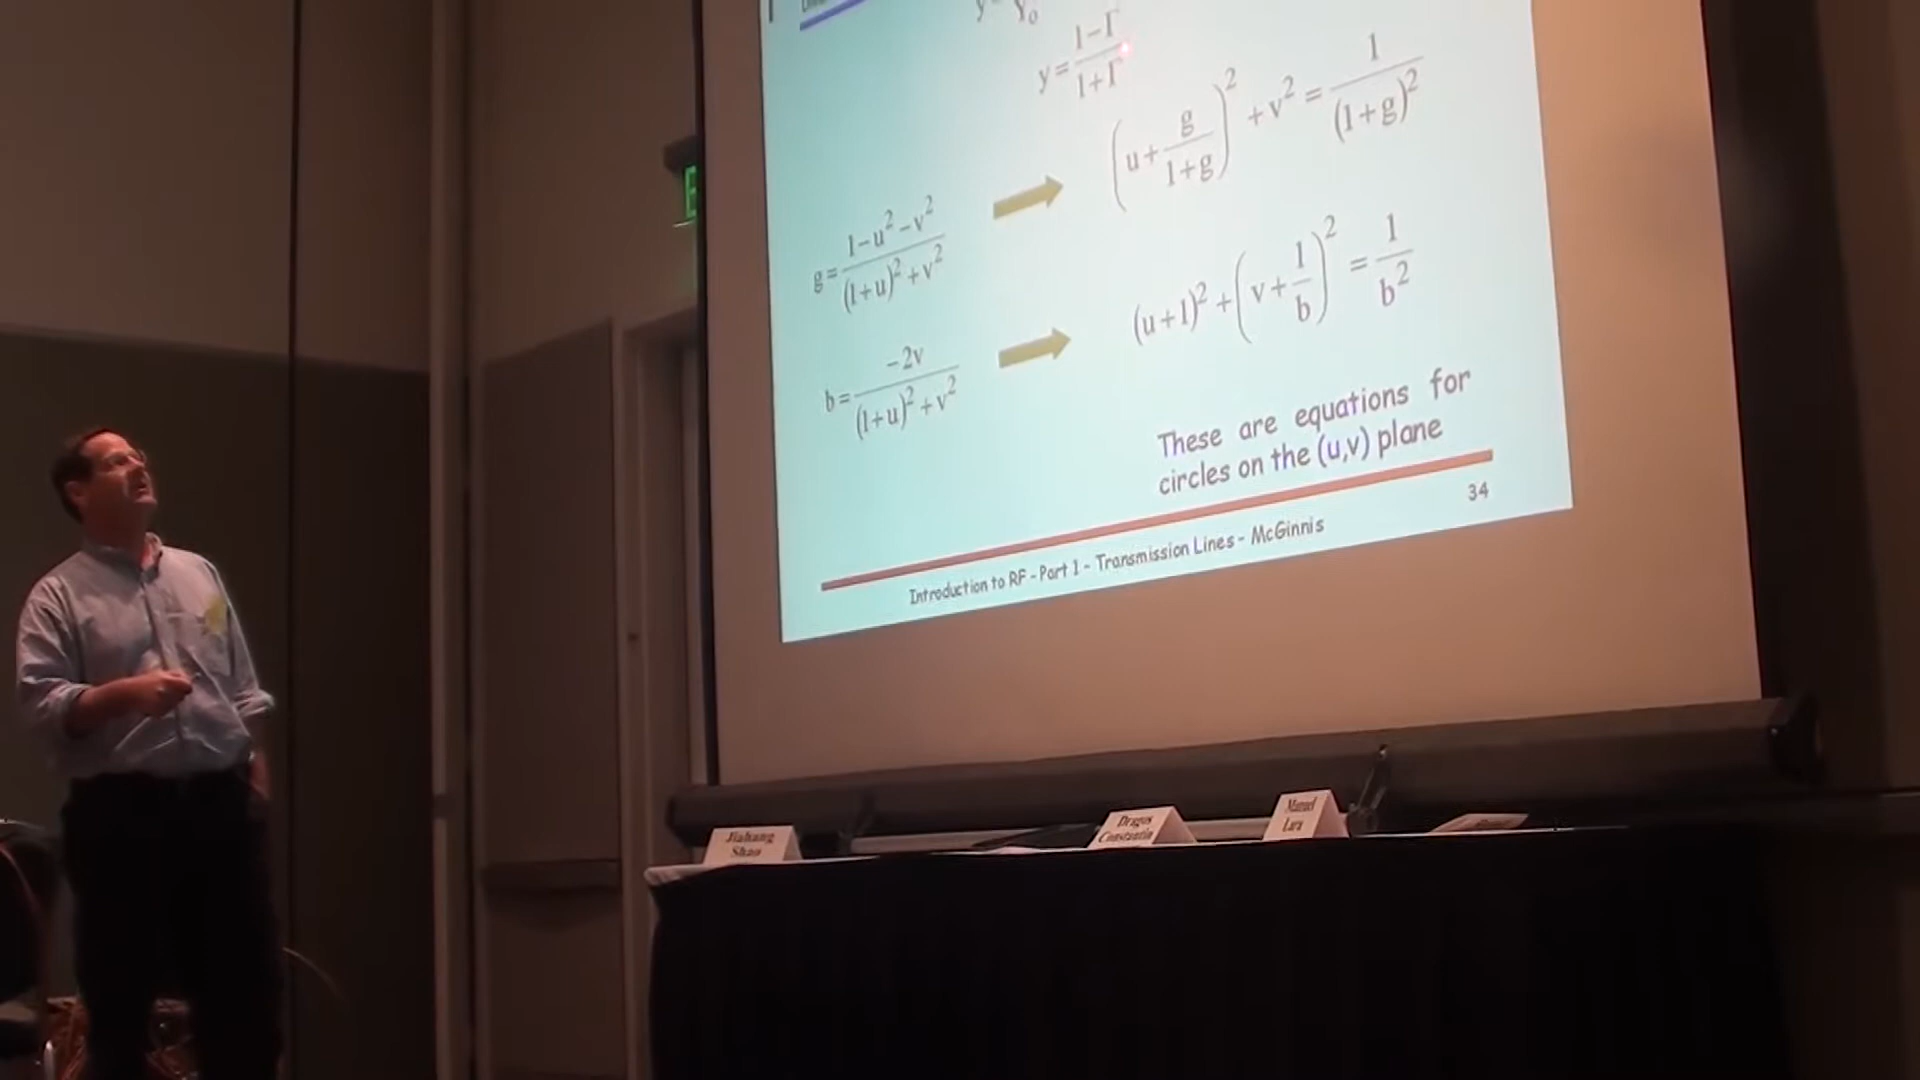 y = Y₀
y = (1−Γ)/(1+Γ)
(u + g/(1+g))² + v² = 1/(1+g)²
g = (1−u²−v²)/((1+u)²+v²)
(u+1)² + (v + 1/b)² = 1/b²
b = −2v/((1+u)²+v²)
These are equations for
circles on the (u,v) plane
34
Introduction to RF - Part 1 - Transmission Lines - McGinnis
E
Jiahang
Shao
Dragos
Constantin
Manuel
Lara